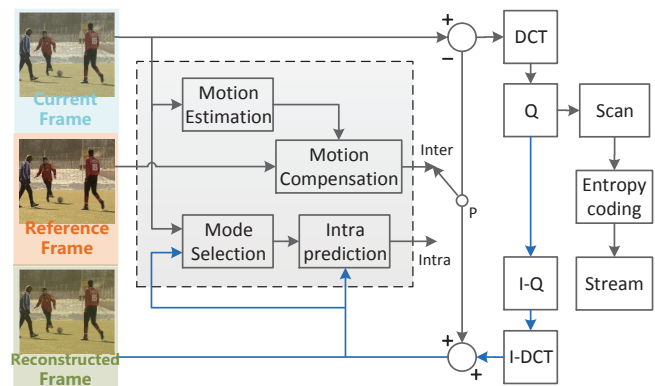 Current
Frame
Reference
Frame
Reconstructed
Frame
Motion
Estimation
Motion
Compensation
Mode
Selection
Intra
prediction
Inter
Intra
P
+
−
DCT
Q
Scan
Entropy
coding
Stream
I-Q
I-DCT
+
+